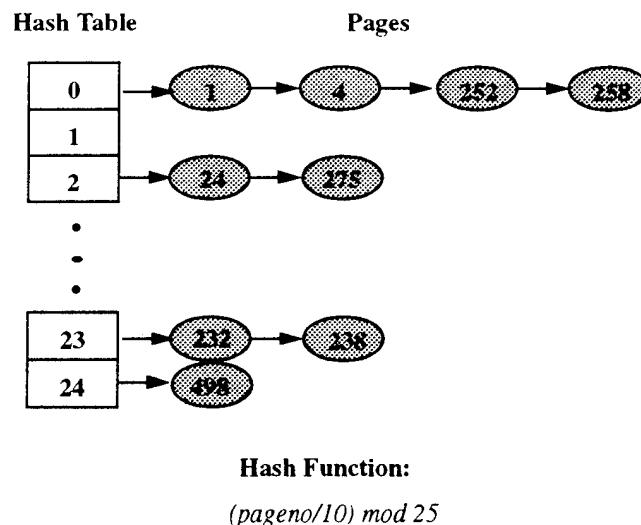 Hash Table Pages
0 1 4 252 258
1
2 24 275
23 232 238
24 498
Hash Function:
(pageno/10) mod 25